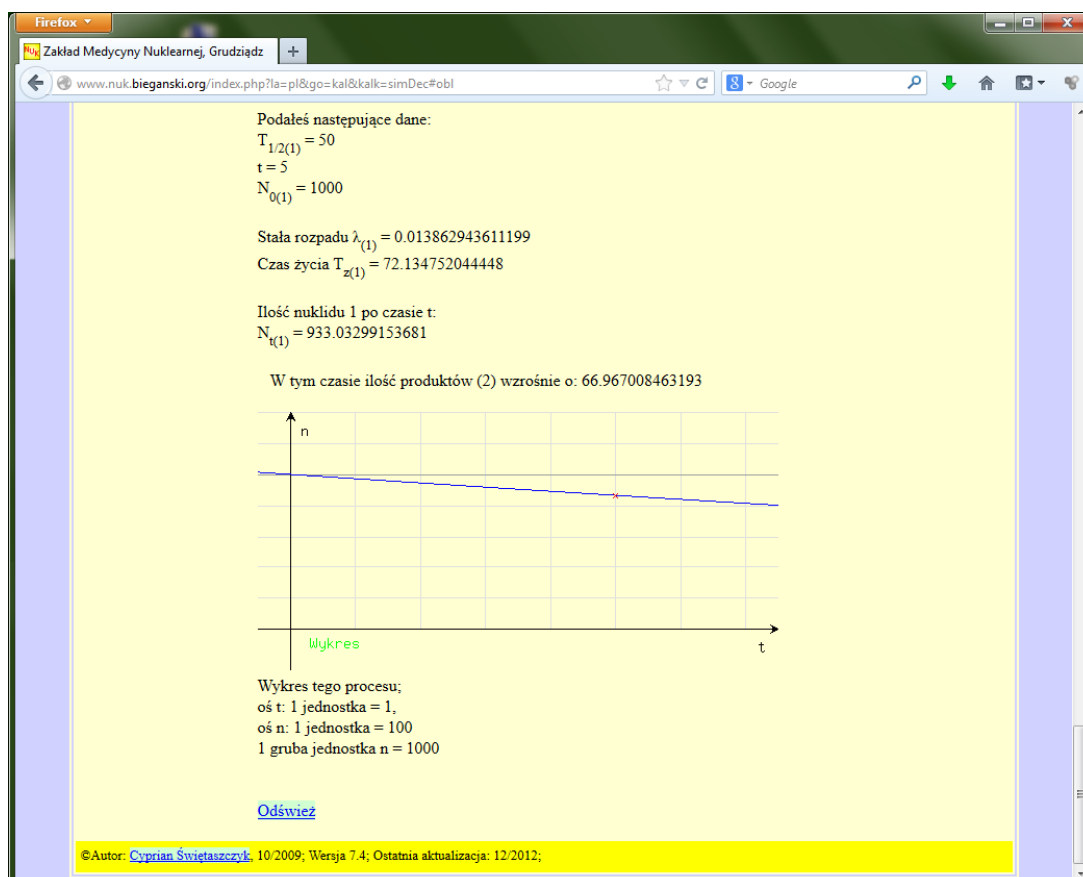 Firefox
NUK Zakład Medycyny Nuklearnej, Grudziądz
www.nuk.bieganski.org/index.php?la=pl&go=kal&kalk=simDec#obl
8 Google
Podałeś następujące dane:
T1/2(1) = 50
t = 5
N0(1) = 1000
Stała rozpadu λ(1) = 0.013862943611199
Czas życia Tz(1) = 72.134752044448
Ilość nuklidu 1 po czasie t:
Nt(1) = 933.03299153681
W tym czasie ilość produktów (2) wzrośnie o: 66.967008463193
n
Wykres
t
Wykres tego procesu;
oś t: 1 jednostka = 1,
oś n: 1 jednostka = 100
1 gruba jednostka n = 1000
Odśwież
©Autor: Cyprian Świętaszczyk, 10/2009; Wersja 7.4; Ostatnia aktualizacja: 12/2012;